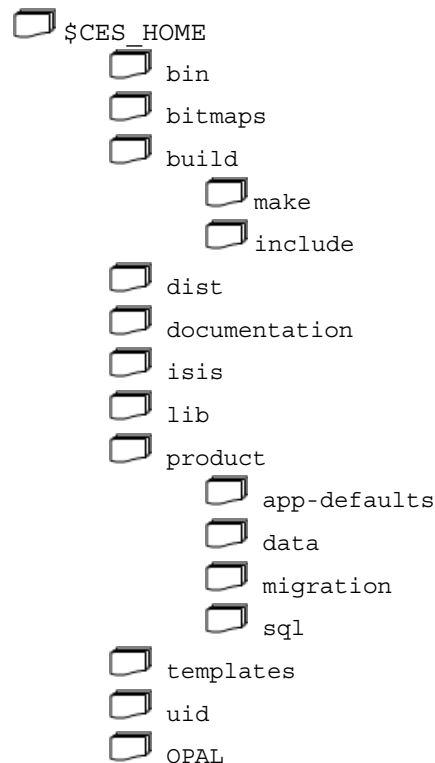 $CES_HOME
bin
bitmaps
build
make
include
dist
documentation
isis
lib
product
app-defaults
data
migration
sql
templates
uid
OPAL